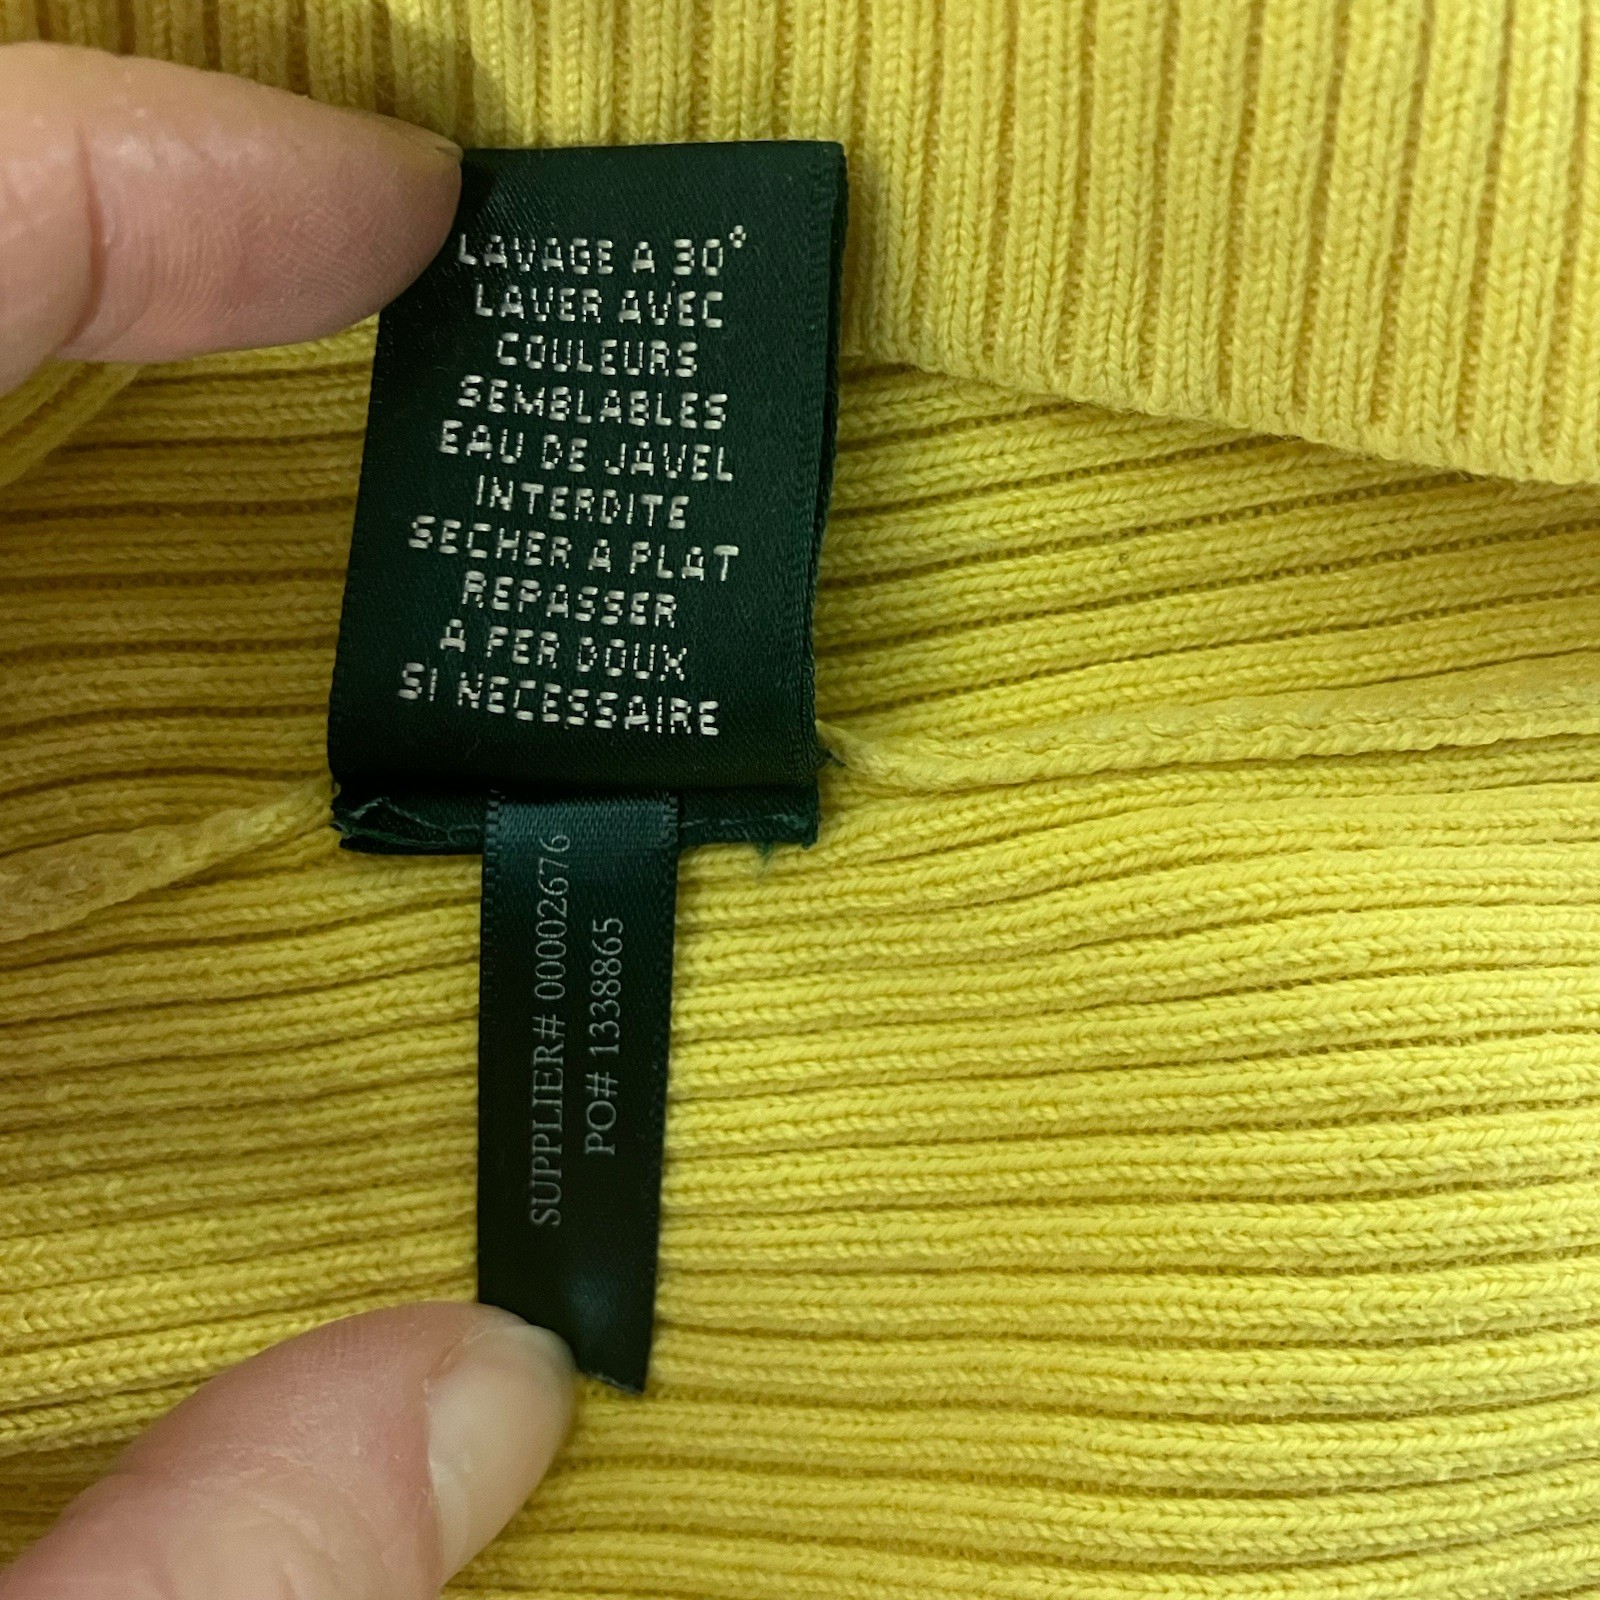 LAVAGE A 30°
LAVER AVEC
COULEURS
SEMBLABLES
EAU DE JAVEL
INTERDITE
SECHER A PLAT
REPASSER
A FER DOUX
SI NECESSAIRE
SUPPLIER# 00002676
PO# 1338865